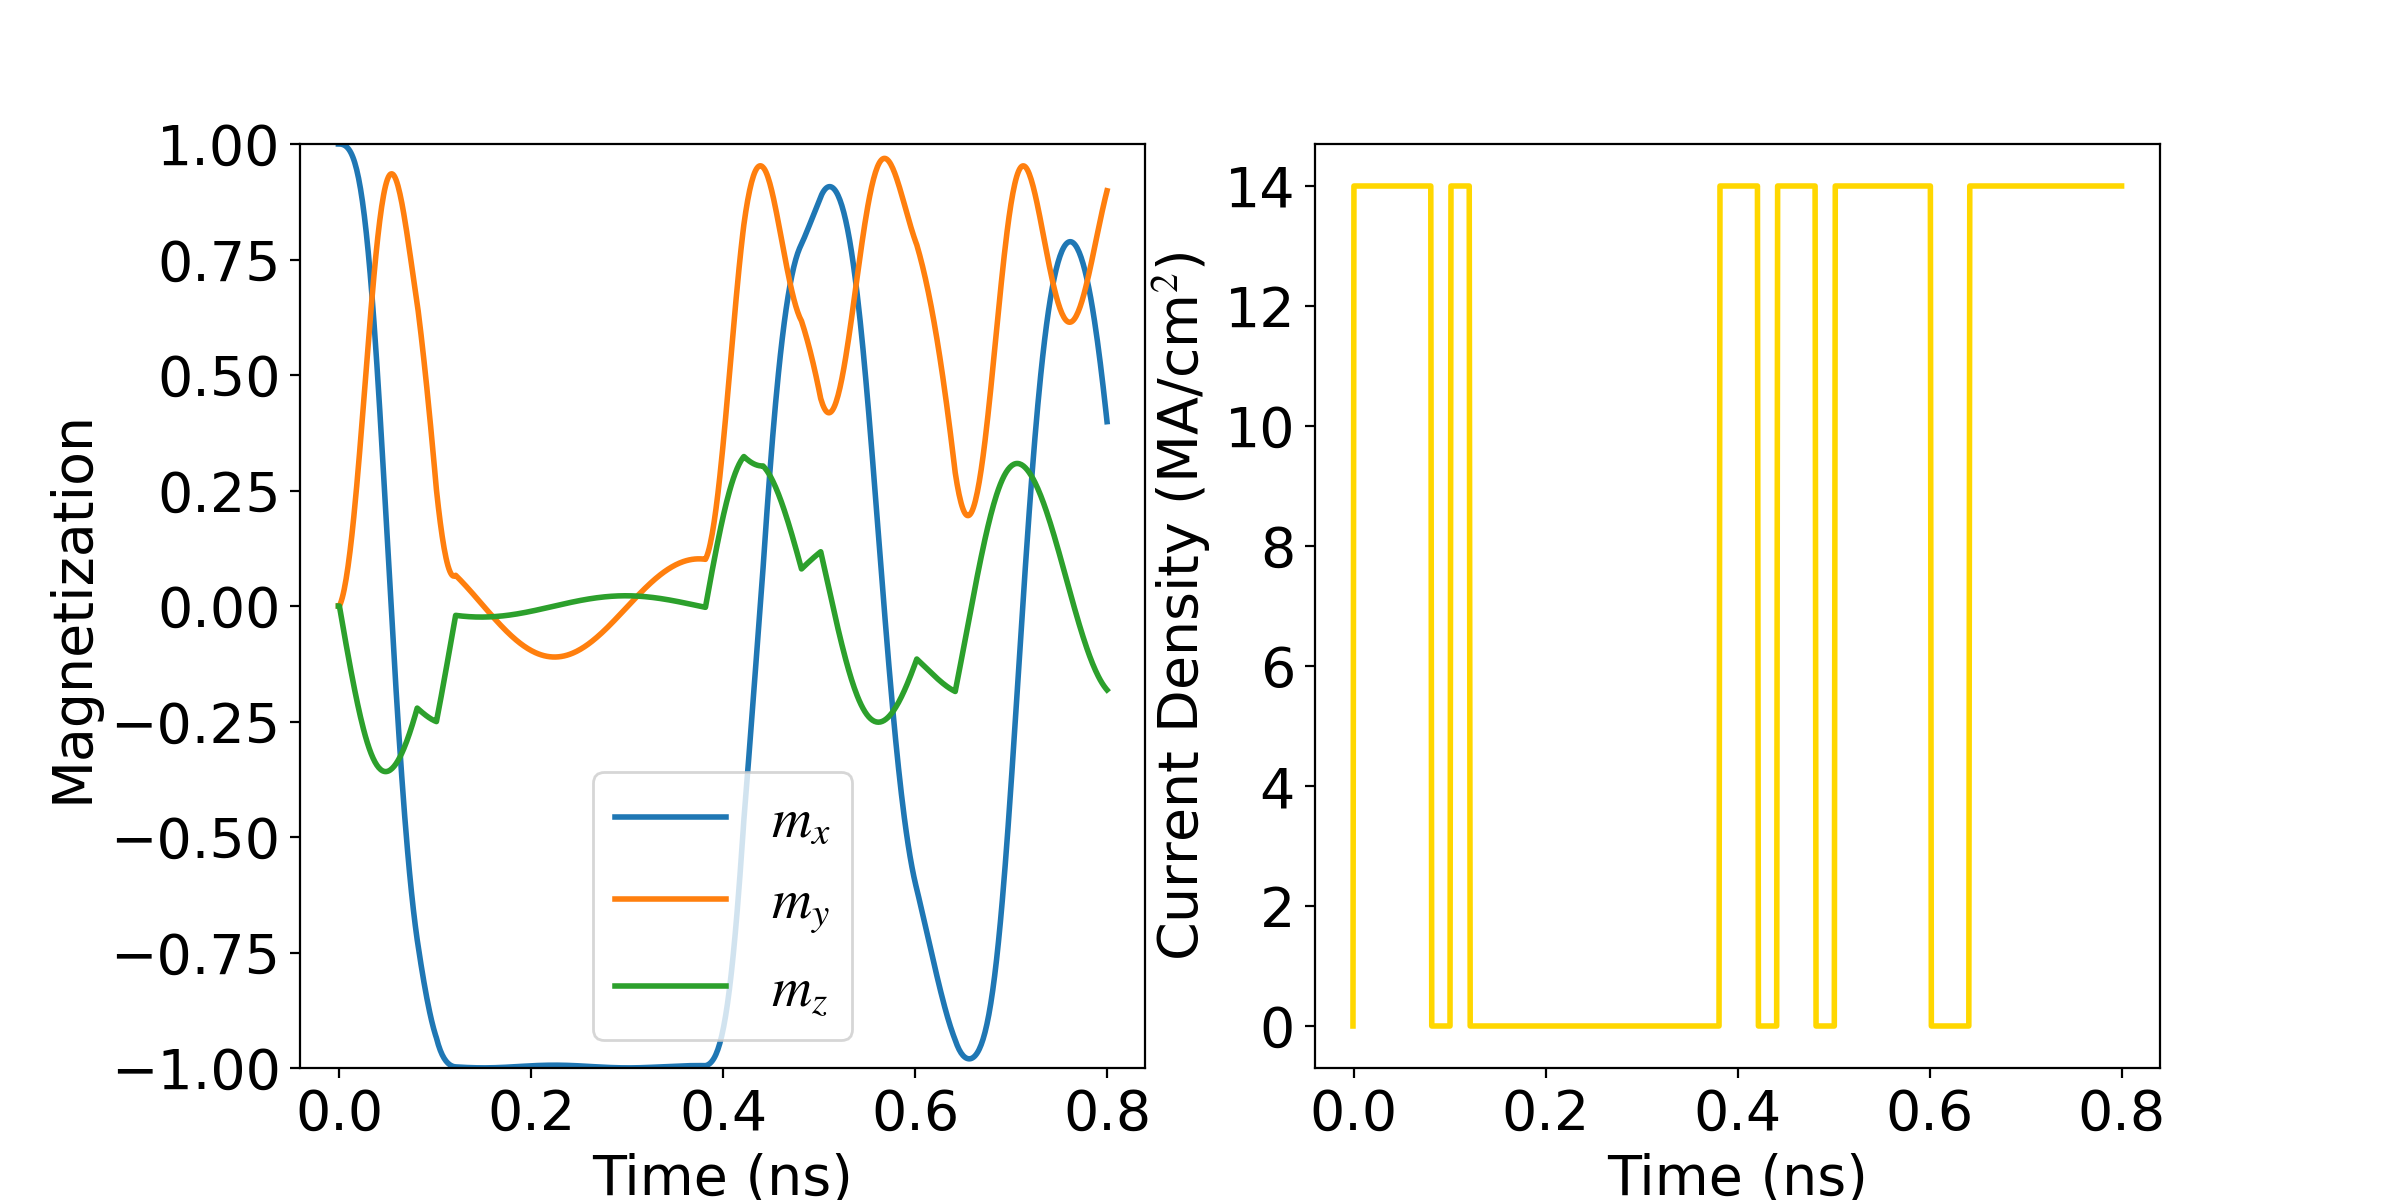 1.00
0.75
0.50
0.25
0.00
−0.25
−0.50
−0.75
−1.00
Magnetization
0.0 0.2 0.4 0.6 0.8
Time (ns)
m_x
m_y
m_z
14
12
10
8
6
4
2
0
Current Density (MA/cm²)
0.0 0.2 0.4 0.6 0.8
Time (ns)